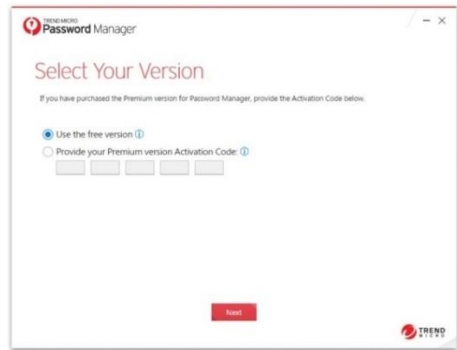 TREND MICRO
Password Manager
Select Your Version
If you have purchased the Premium version for Password Manager, provide the Activation Code below.
Use the free version
Provide your Premium version Activation Code:
Next
TREND
MICRO